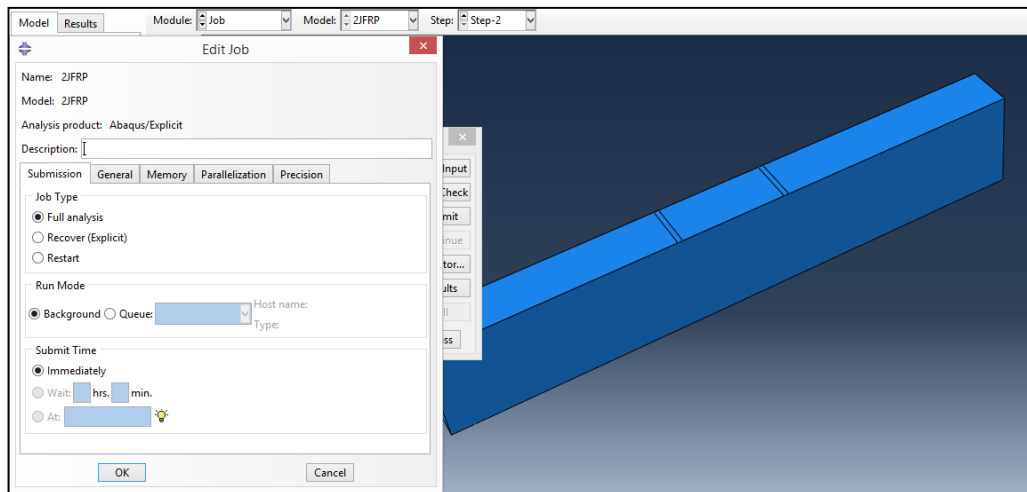 Model Results Module: Job Model: 2JFRP Step: Step-2
Edit Job
Name: 2JFRP
Model: 2JFRP
Analysis product: Abaqus/Explicit
Description:
Submission General Memory Parallelization Precision
Job Type
Full analysis
Recover (Explicit)
Restart
Run Mode
Background Queue: Host name:
Type:
Submit Time
Immediately
Wait: hrs. min.
At:
OK Cancel
nput
Check
mit
inue
tor...
ults
ll
ss